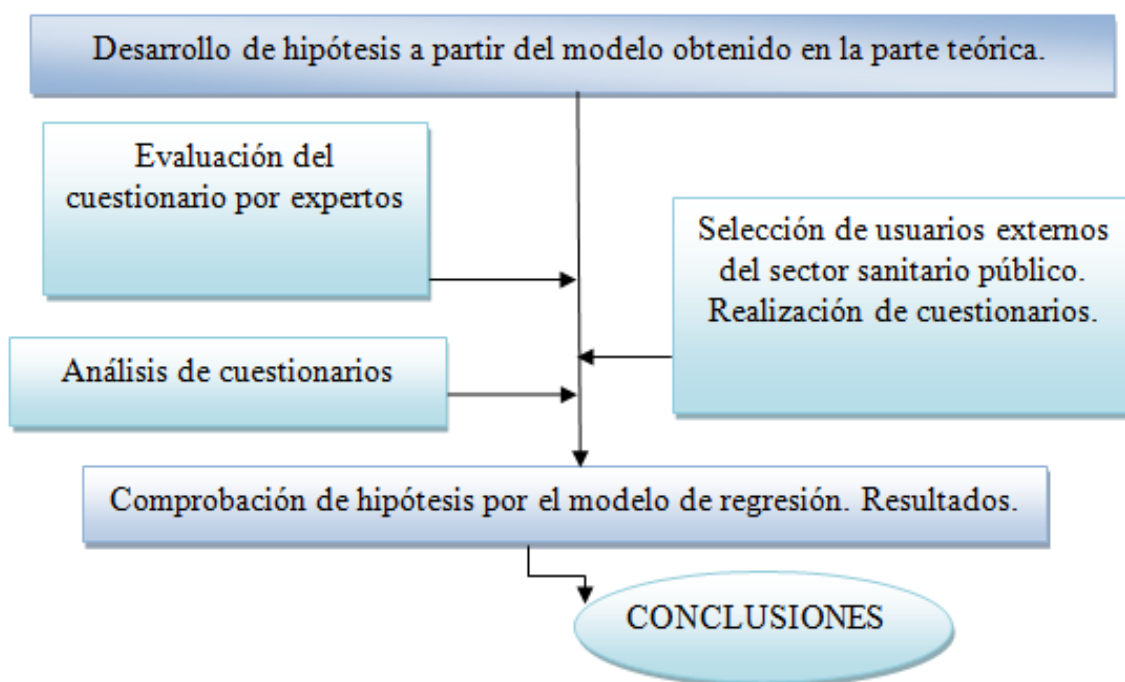 Desarrollo de hipótesis a partir del modelo obtenido en la parte teórica.
Evaluación del
cuestionario por expertos
Selección de usuarios externos
del sector sanitario público.
Realización de cuestionarios.
Análisis de cuestionarios
Comprobación de hipótesis por el modelo de regresión. Resultados.
CONCLUSIONES